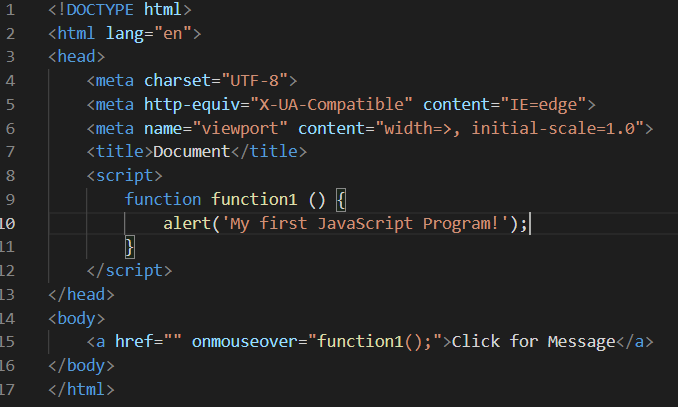 1 <!DOCTYPE html>
2 <html lang="en">
3 <head>
4     <meta charset="UTF-8">
5     <meta http-equiv="X-UA-Compatible" content="IE=edge">
6     <meta name="viewport" content="width=>, initial-scale=1.0">
7     <title>Document</title>
8     <script>
9         function function1 () {
10             alert('My first JavaScript Program!');
11         }
12     </script>
13 </head>
14 <body>
15     <a href="" onmouseover="function1();">Click for Message</a>
16 </body>
17 </html>